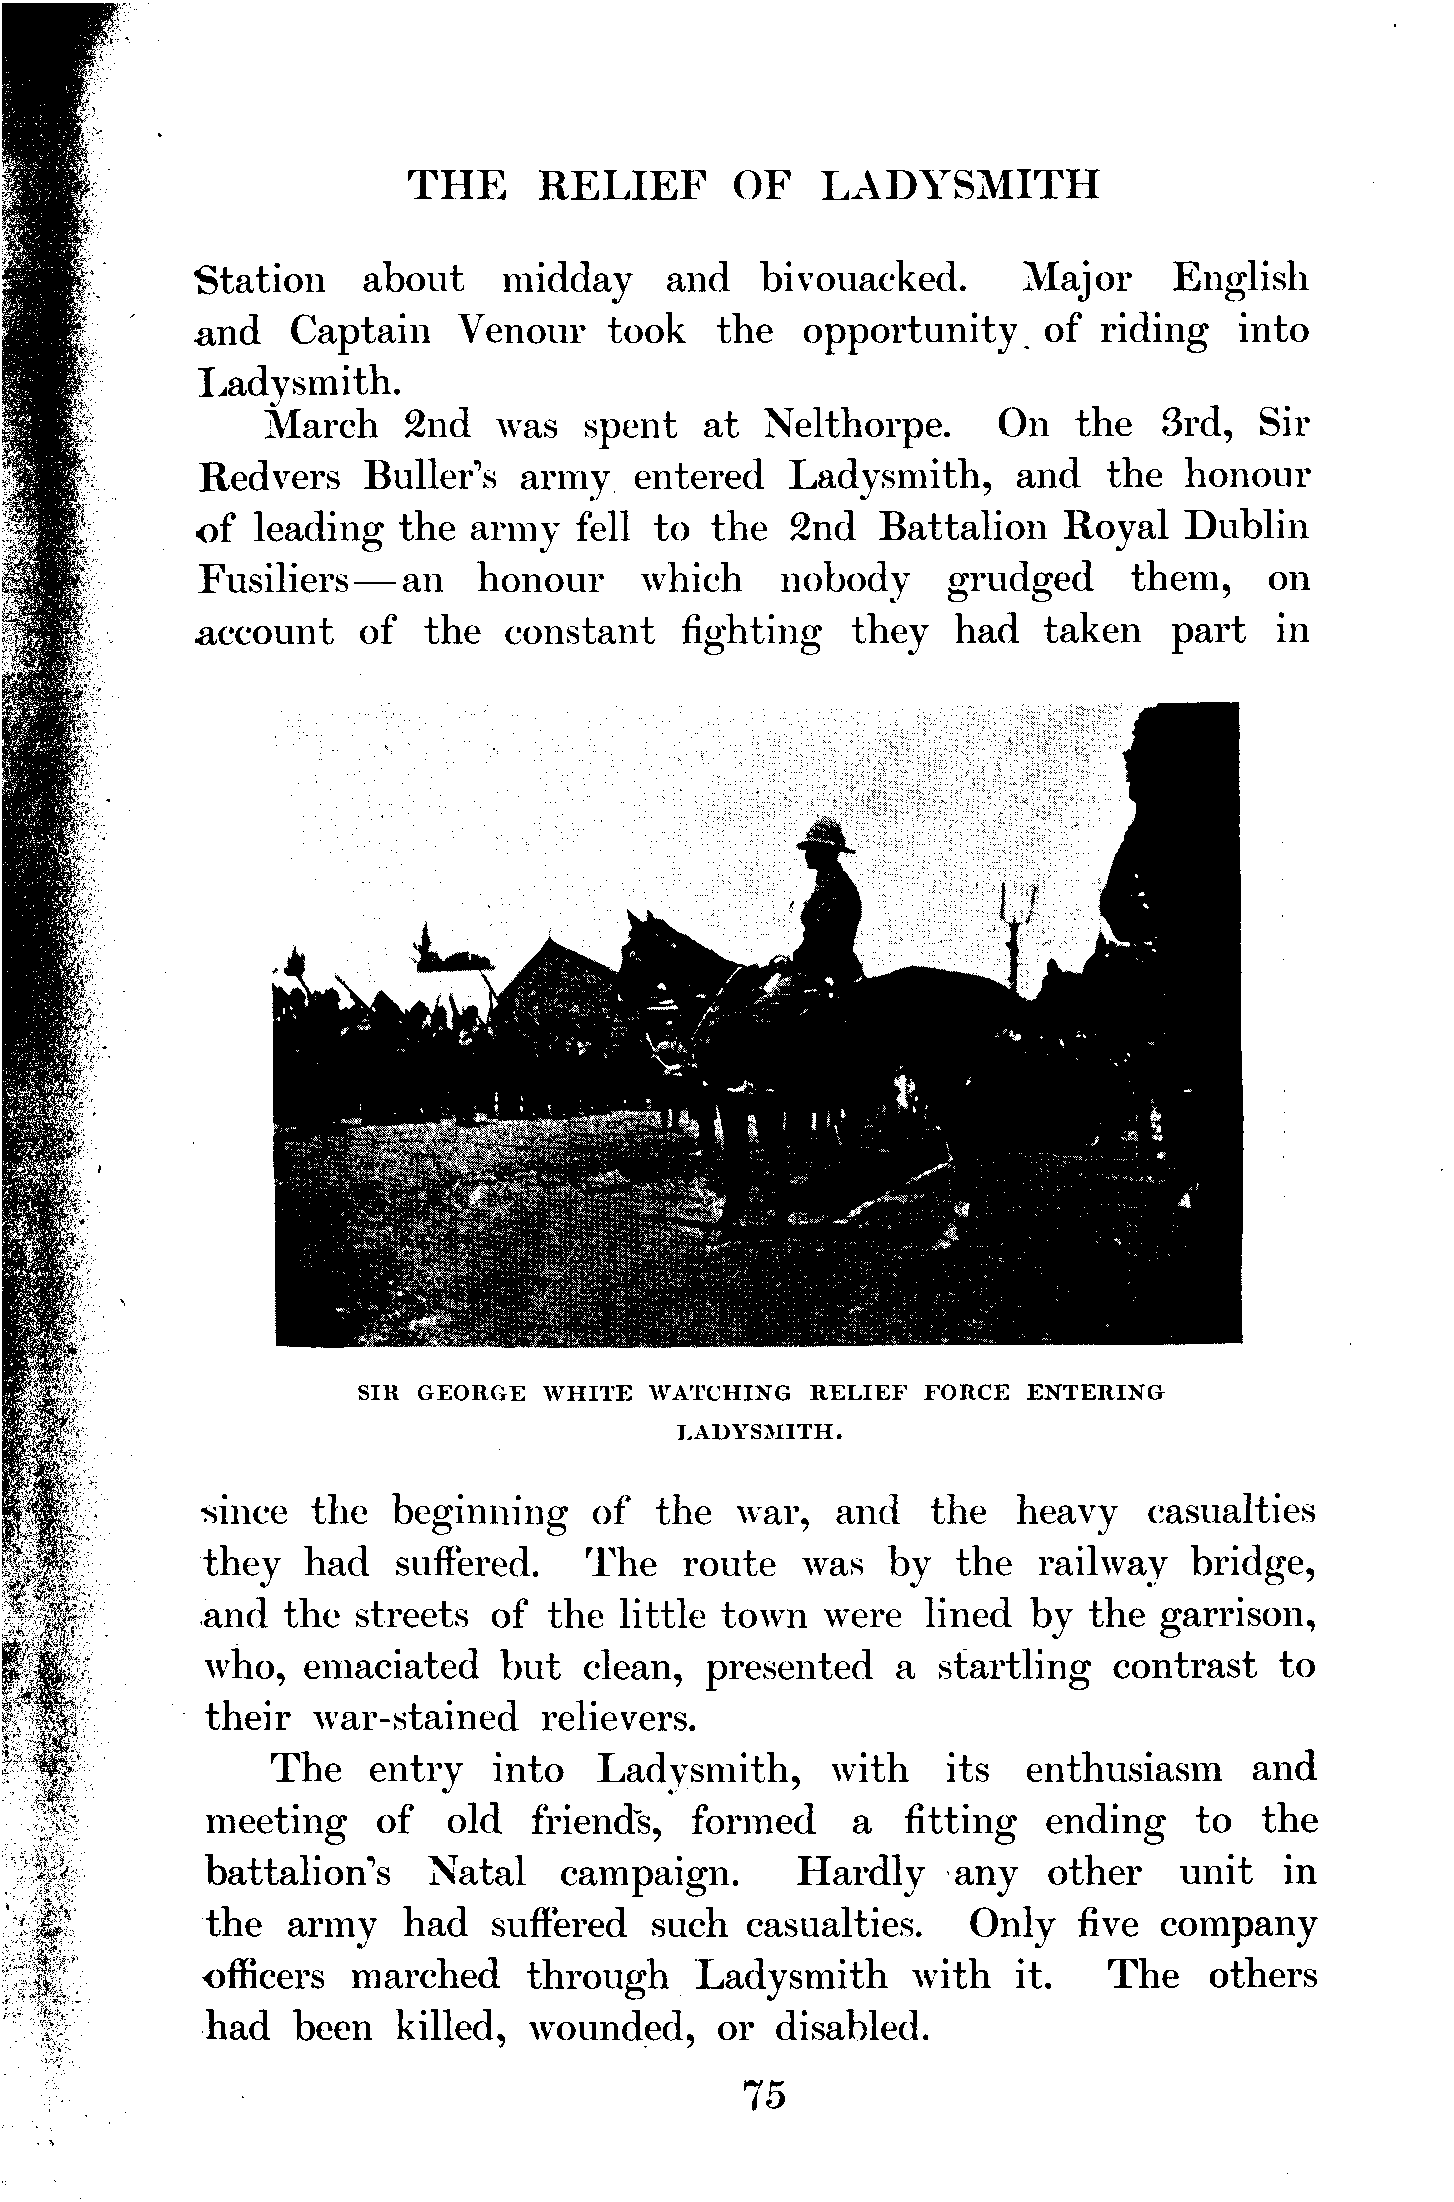 THE RELIEF OF LADYSMITH
Station about midday and bivouacked. Major English
and Captain Venour took the opportunity of riding into
Ladysmith.
March 2nd was spent at Nelthorpe. On the 3rd, Sir
Redvers Buller's army entered Ladysmith, and the honour
of leading the army fell to the 2nd Battalion Royal Dublin
Fusiliers—an honour which nobody grudged them, on
account of the constant fighting they had taken part in
SIR GEORGE WHITE WATCHING RELIEF FORCE ENTERING
LADYSMITH.
since the beginning of the war, and the heavy casualties
they had suffered. The route was by the railway bridge,
and the streets of the little town were lined by the garrison,
who, emaciated but clean, presented a startling contrast to
their war-stained relievers.
The entry into Ladysmith, with its enthusiasm and
meeting of old friends, formed a fitting ending to the
battalion's Natal campaign. Hardly any other unit in
the army had suffered such casualties. Only five company
officers marched through Ladysmith with it. The others
had been killed, wounded, or disabled.
75